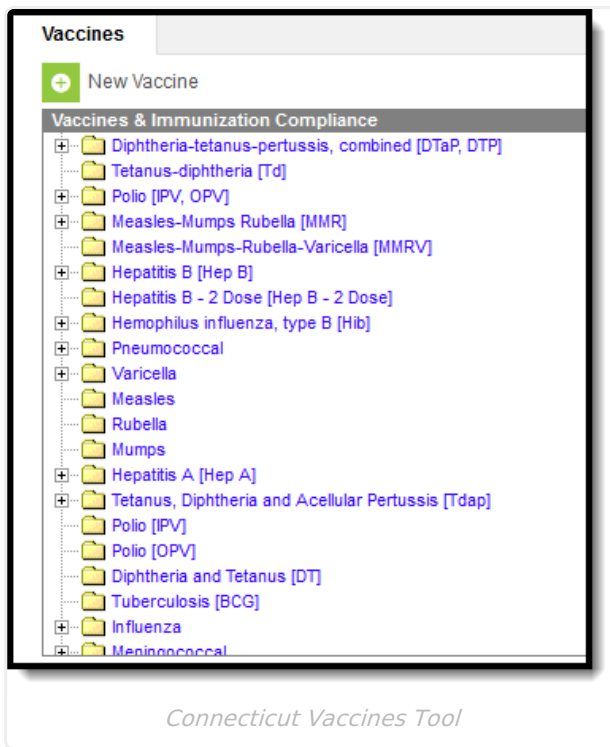 Vaccines
New Vaccine
Vaccines & Immunization Compliance
Diphtheria-tetanus-pertussis, combined [DTaP, DTP]
Tetanus-diphtheria [Td]
Polio [IPV, OPV]
Measles-Mumps Rubella [MMR]
Measles-Mumps-Rubella-Varicella [MMRV]
Hepatitis B [Hep B]
Hepatitis B - 2 Dose [Hep B - 2 Dose]
Hemophilus influenza, type B [Hib]
Pneumococcal
Varicella
Measles
Rubella
Mumps
Hepatitis A [Hep A]
Tetanus, Diphtheria and Acellular Pertussis [Tdap]
Polio [IPV]
Polio [OPV]
Diphtheria and Tetanus [DT]
Tuberculosis [BCG]
Influenza
Meningococcal
Connecticut Vaccines Tool